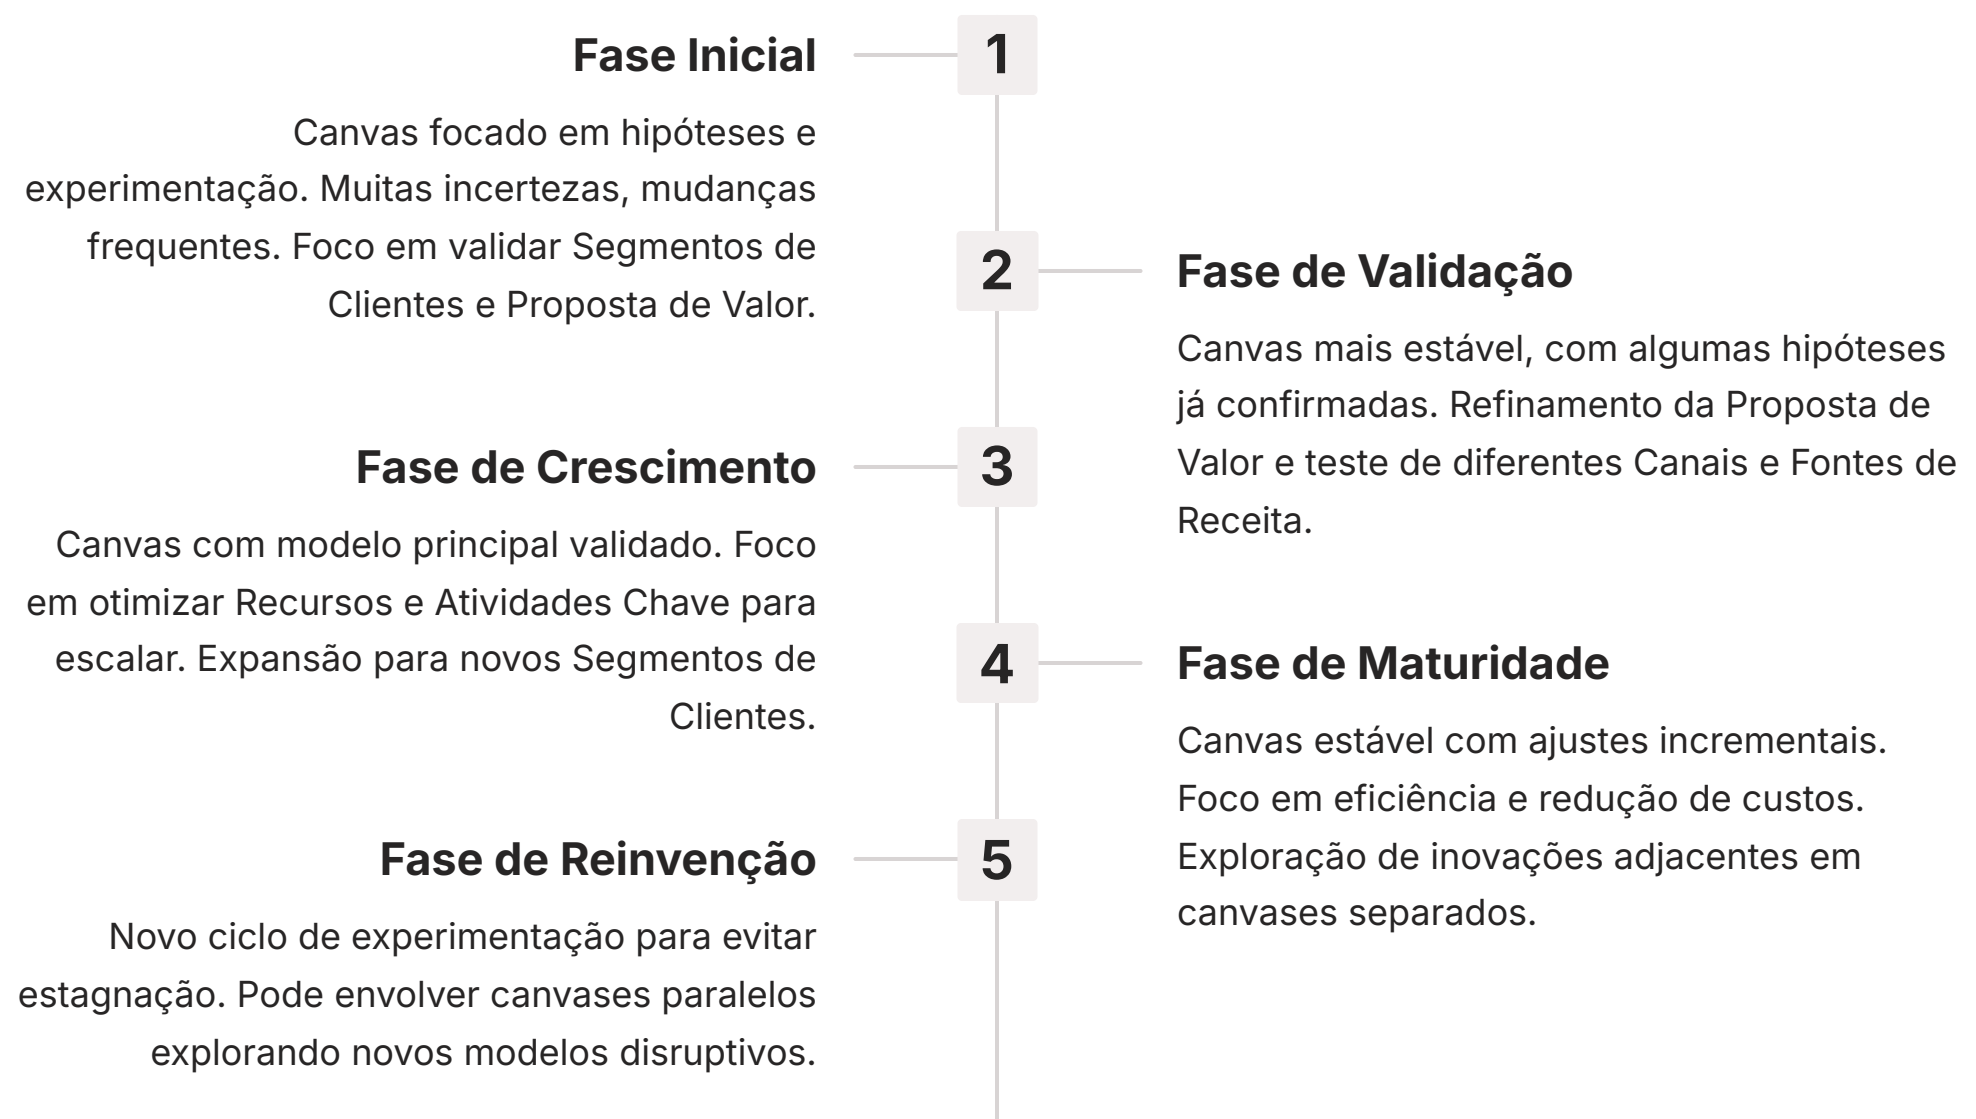 1
Fase Inicial
Canvas focado em hipóteses e
experimentação. Muitas incertezas, mudanças
frequentes. Foco em validar Segmentos de
Clientes e Proposta de Valor.
2
Fase de Validação
Canvas mais estável, com algumas hipóteses
já confirmadas. Refinamento da Proposta de
Valor e teste de diferentes Canais e Fontes de
Receita.
3
Fase de Crescimento
Canvas com modelo principal validado. Foco
em otimizar Recursos e Atividades Chave para
escalar. Expansão para novos Segmentos de
Clientes.
4
Fase de Maturidade
Canvas estável com ajustes incrementais.
Foco em eficiência e redução de custos.
Exploração de inovações adjacentes em
canvases separados.
5
Fase de Reinvenção
Novo ciclo de experimentação para evitar
estagnação. Pode envolver canvases paralelos
explorando novos modelos disruptivos.